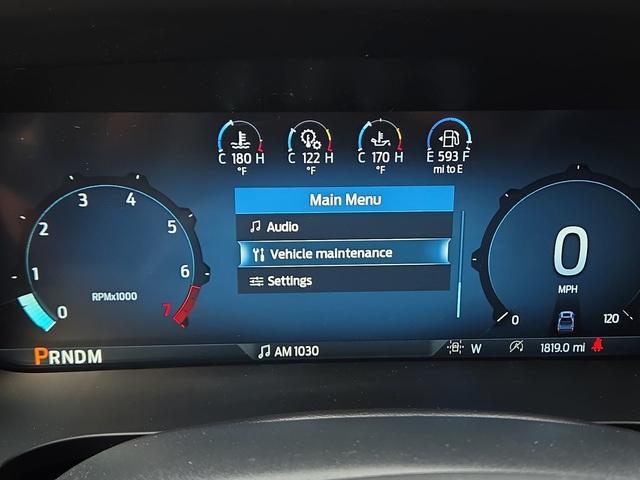 C 180 H
°F
C 122 H
°F
C 170 H
°F
E 593 F
mi to E
Main Menu
Audio
Vehicle maintenance
Settings
0
1
2
3
4
5
6
7
RPMx1000
0
MPH
0
120
PRNDM
AM 1030
W
1819.0 mi